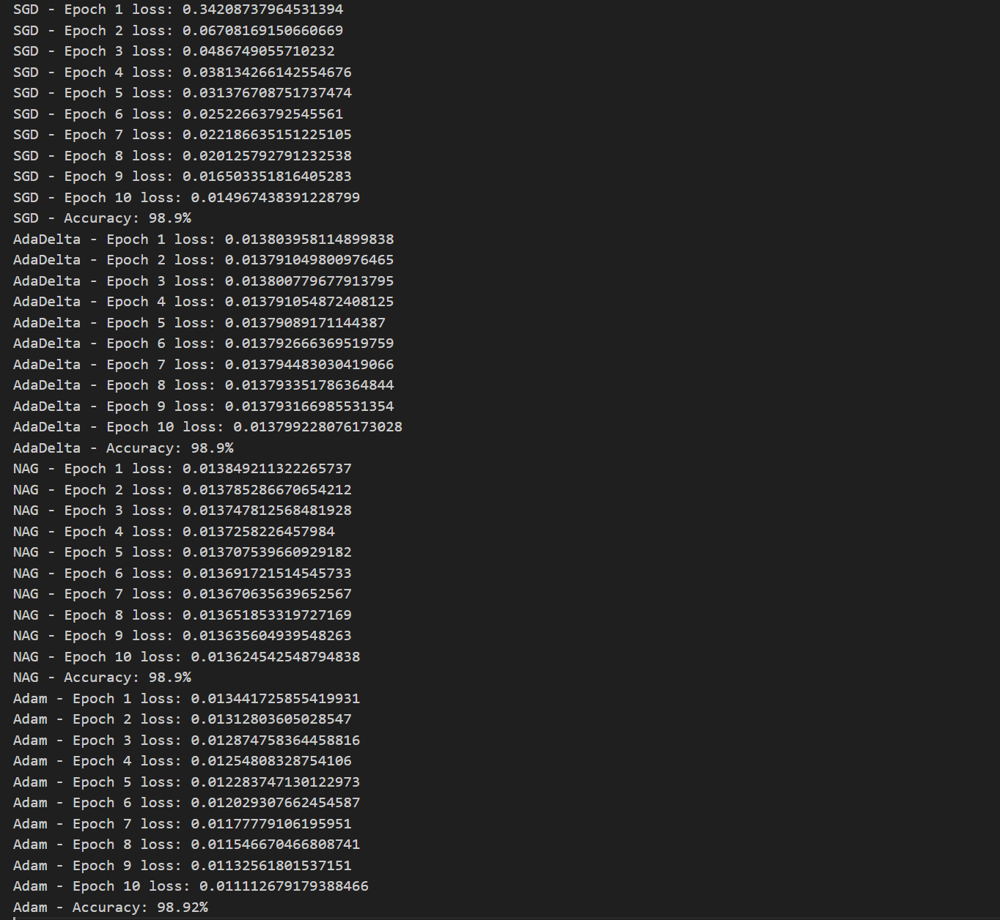 SGD - Epoch 1 loss: 0.34208737964531394
SGD - Epoch 2 loss: 0.06708169150660669
SGD - Epoch 3 loss: 0.0486749055710232
SGD - Epoch 4 loss: 0.038134266142554676
SGD - Epoch 5 loss: 0.031376708751737474
SGD - Epoch 6 loss: 0.02522663792545561
SGD - Epoch 7 loss: 0.022186635151225105
SGD - Epoch 8 loss: 0.020125792791232538
SGD - Epoch 9 loss: 0.016503351816405283
SGD - Epoch 10 loss: 0.014967438391228799
SGD - Accuracy: 98.9%
AdaDelta - Epoch 1 loss: 0.013803958114899838
AdaDelta - Epoch 2 loss: 0.013791049800976465
AdaDelta - Epoch 3 loss: 0.013800779677913795
AdaDelta - Epoch 4 loss: 0.013791054872408125
AdaDelta - Epoch 5 loss: 0.01379089171144387
AdaDelta - Epoch 6 loss: 0.013792666369519759
AdaDelta - Epoch 7 loss: 0.013794483030419066
AdaDelta - Epoch 8 loss: 0.013793351786364844
AdaDelta - Epoch 9 loss: 0.013793166985531354
AdaDelta - Epoch 10 loss: 0.013799228076173028
AdaDelta - Accuracy: 98.9%
NAG - Epoch 1 loss: 0.013849211322265737
NAG - Epoch 2 loss: 0.013785286670654212
NAG - Epoch 3 loss: 0.013747812568481928
NAG - Epoch 4 loss: 0.0137258226457984
NAG - Epoch 5 loss: 0.013707539660929182
NAG - Epoch 6 loss: 0.013691721514545733
NAG - Epoch 7 loss: 0.013670635639652567
NAG - Epoch 8 loss: 0.013651853319727169
NAG - Epoch 9 loss: 0.013635604939548263
NAG - Epoch 10 loss: 0.013624542548794838
NAG - Accuracy: 98.9%
Adam - Epoch 1 loss: 0.013441725855419931
Adam - Epoch 2 loss: 0.01312803605028547
Adam - Epoch 3 loss: 0.012874758364458816
Adam - Epoch 4 loss: 0.01254808328754106
Adam - Epoch 5 loss: 0.012283747130122973
Adam - Epoch 6 loss: 0.012029307662454587
Adam - Epoch 7 loss: 0.01177779106195951
Adam - Epoch 8 loss: 0.011546670466808741
Adam - Epoch 9 loss: 0.01132561801537151
Adam - Epoch 10 loss: 0.011112679179388466
Adam - Accuracy: 98.92%